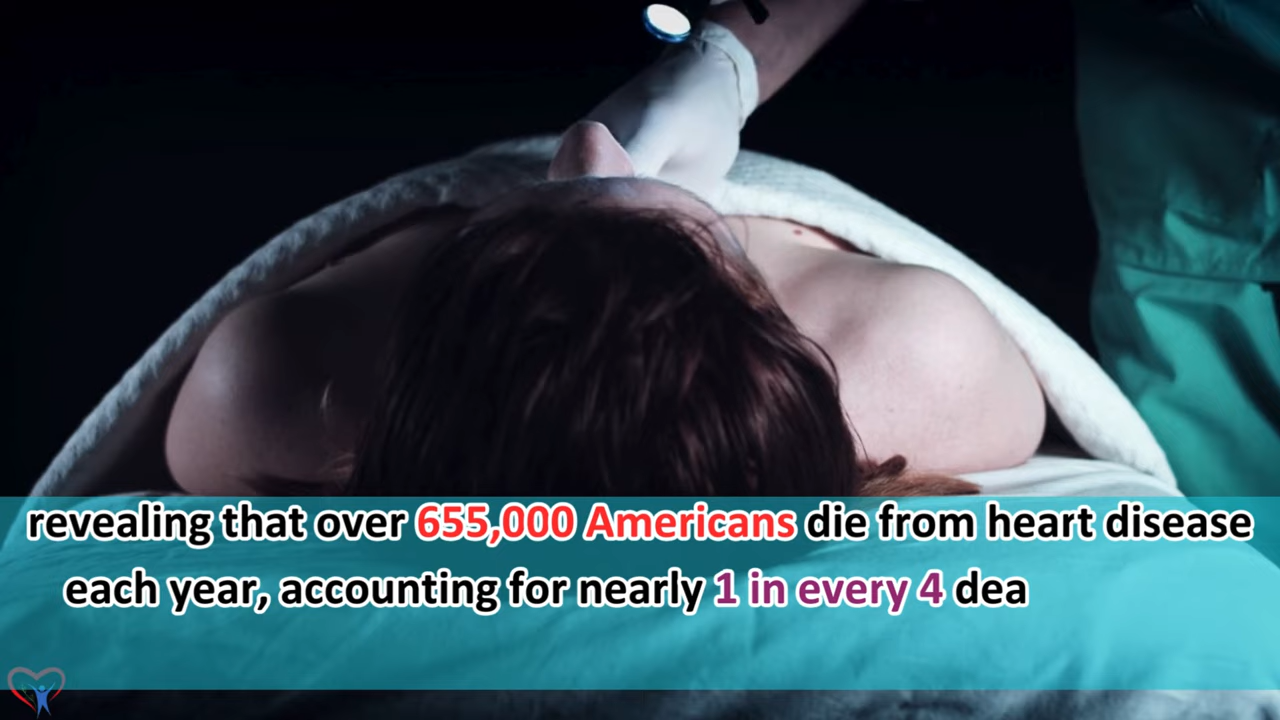 revealing that over 655,000 Americans die from heart disease
each year, accounting for nearly 1 in every 4 dea